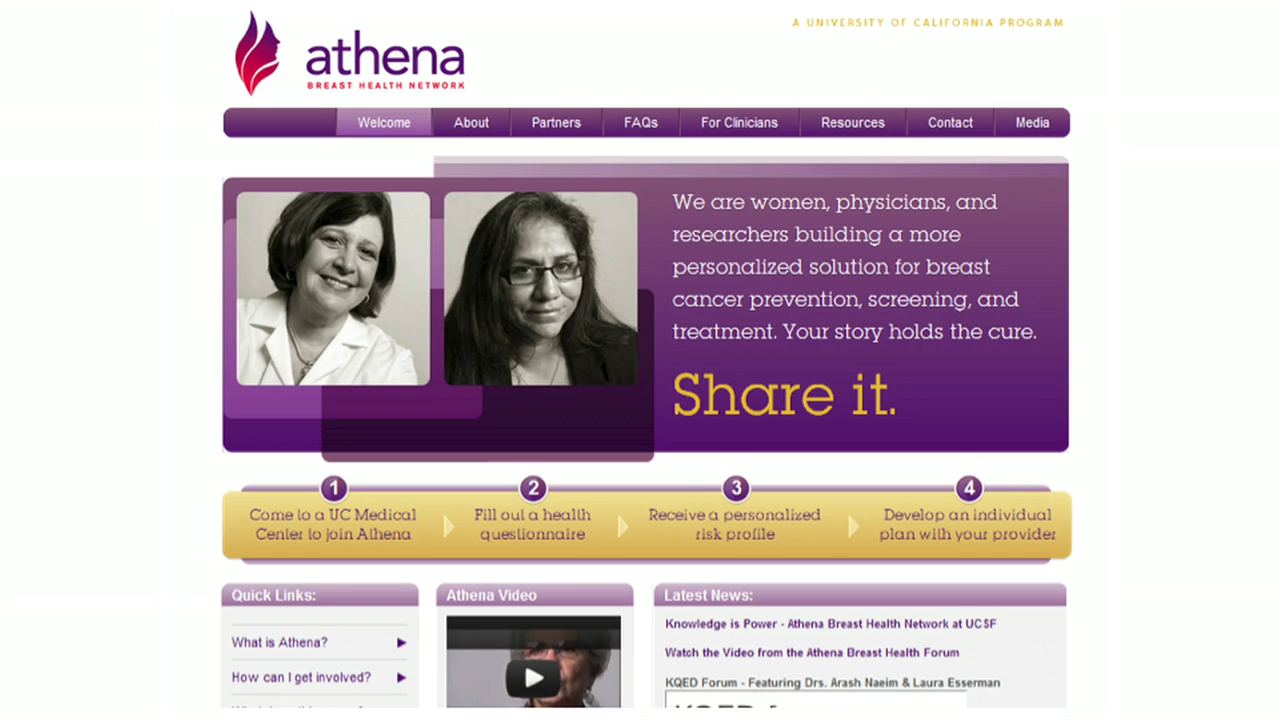 A UNIVERSITY OF CALIFORNIA PROGRAM
athena
BREAST HEALTH NETWORK
Welcome About Partners FAQs For Clinicians Resources Contact Media
We are women, physicians, and
researchers building a more
personalized solution for breast
cancer prevention, screening, and
treatment. Your story holds the cure.
Share it.
1
Come to a UC Medical
Center to join Athena
2
Fill out a health
questionnaire
3
Receive a personalized
risk profile
4
Develop an individual
plan with your provider
Quick Links:
What is Athena?
How can I get involved?
Athena Video
Latest News:
Knowledge is Power - Athena Breast Health Network at UCSF
Watch the Video from the Athena Breast Health Forum
KQED Forum - Featuring Drs. Arash Naeim & Laura Esserman
KQED